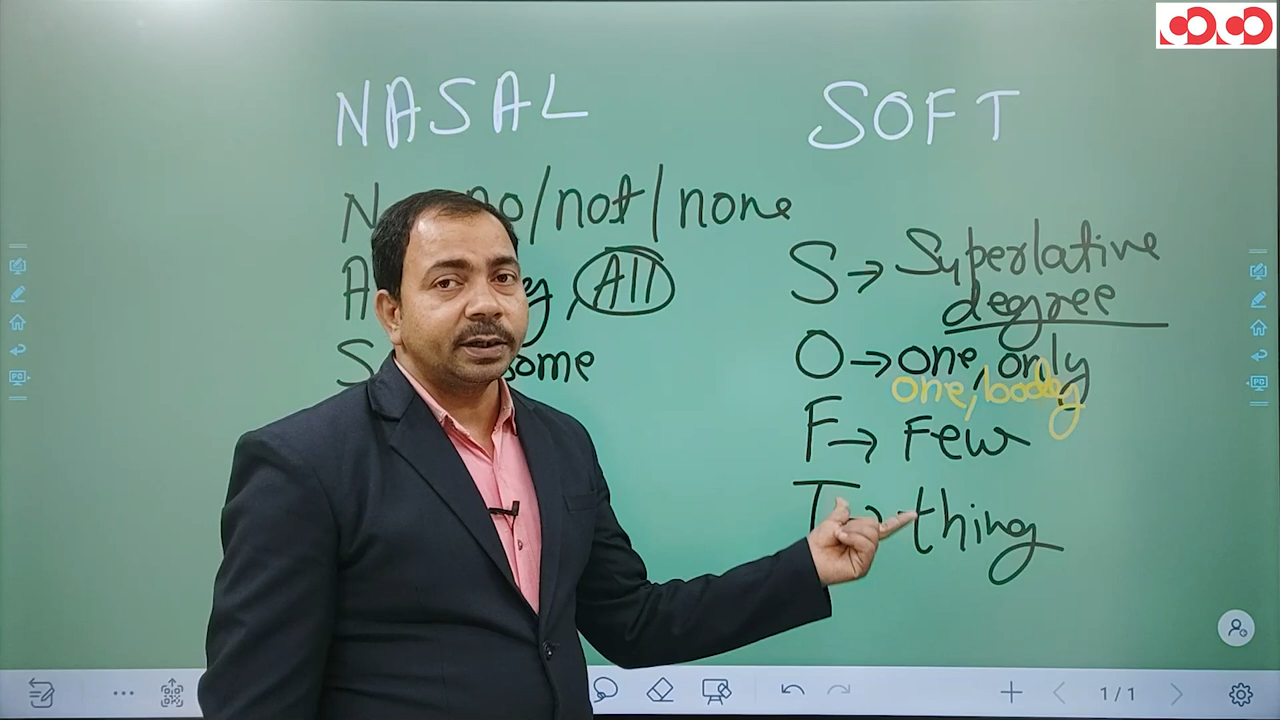 NASAL
N no/not/none
A y, All
S some
SOFT
S → Superlative
degree
O → one, only
one, body
F → Few
T → thing
1/1